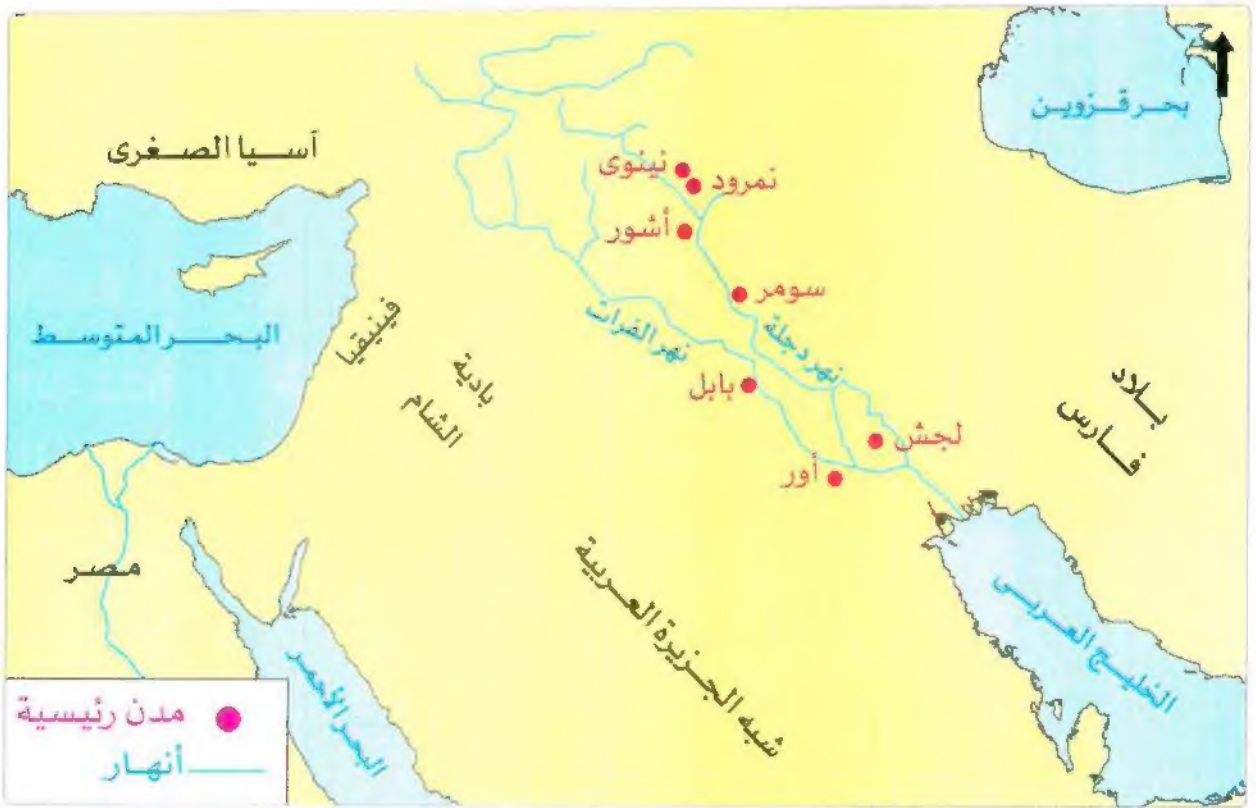 بحر قزوين
آسيا الصغرى
نينوى
نمرود
أشور
سومر
البحر المتوسط
فينيقيا
بادية
الشام
نهر الفرات
نهر دجلة
بابل
بلاد
فارس
لجش
أور
مصر
شبه الجزيرة العربية
الخليج العربي
البحر الأحمر
مدن رئيسية
أنهار